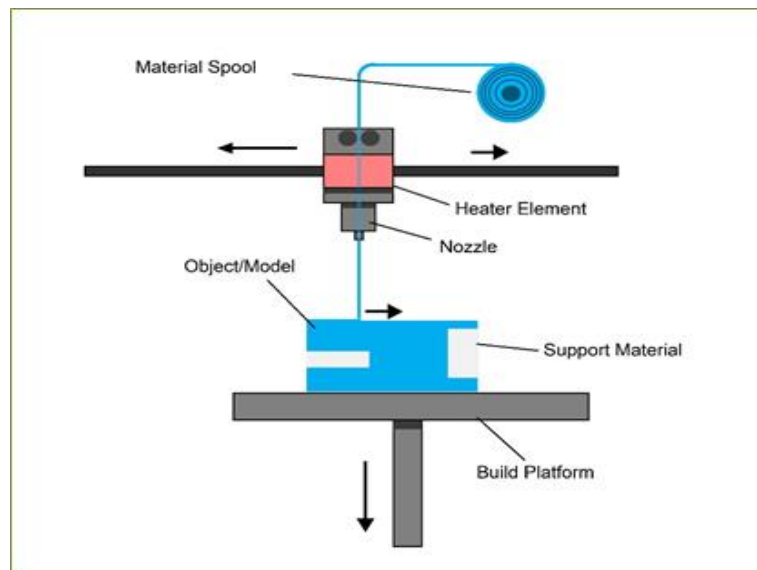 Material Spool
Heater Element
Nozzle
Object/Model
Support Material
Build Platform